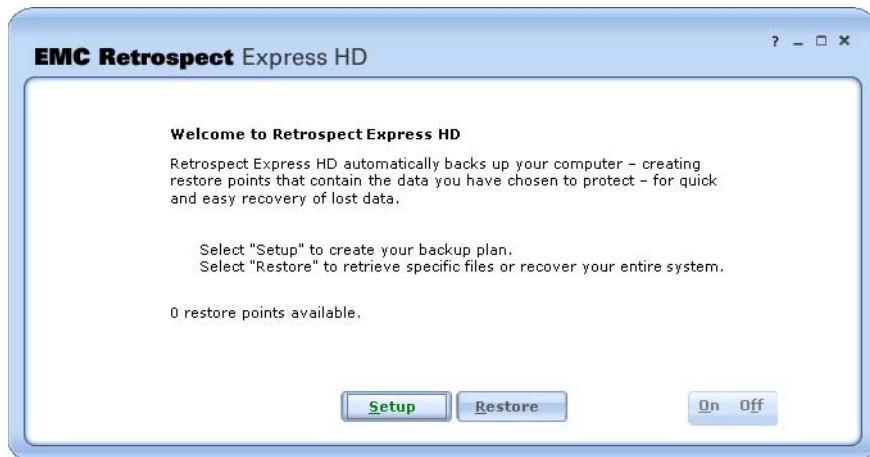 EMC Retrospect Express HD
Welcome to Retrospect Express HD
Retrospect Express HD automatically backs up your computer – creating
restore points that contain the data you have chosen to protect – for quick
and easy recovery of lost data.
Select "Setup" to create your backup plan.
Select "Restore" to retrieve specific files or recover your entire system.
0 restore points available.
Setup Restore On Off